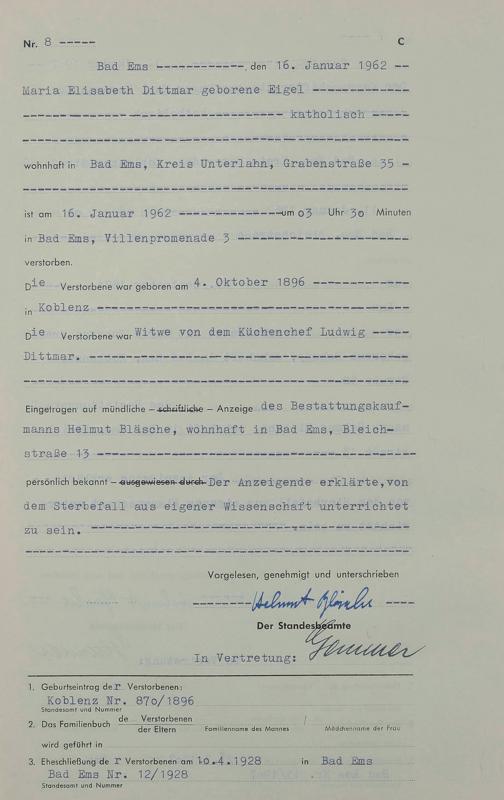 Nr. 8 ----- C
Bad Ems ------------, den 16. Januar 1962 --
Maria Elisabeth Dittmar geborene Eigel -------------
----------------------------------- katholisch -----
wohnhaft in Bad Ems, Kreis Unterlahn, Grabenstraße 35 -
ist am 16. Januar 1962 --------------um o3 Uhr 3o Minuten
in Bad Ems, Villenpromenade 3 ----------------------
verstorben.
Die Verstorbene war geboren am 4. Oktober 1896 -------------
in Koblenz ----------------------------------------
Die Verstorbene war Witwe von dem Küchenchef Ludwig -----
Dittmar. ------------------------------------------
Eingetragen auf mündliche – schriftliche – Anzeige des Bestattungskauf-
manns Helmut Bläsche, wohnhaft in Bad Ems, Bleich-
straße 13 ------------------------------------------
persönlich bekannt – ausgewiesen durch Der Anzeigende erklärte,von
dem Sterbefall aus eigener Wissenschaft unterrichtet
zu sein. ------------------------------------------
Vorgelesen, genehmigt und unterschrieben
--------- Helmut Bläsche ----
Der Standesbeamte
In Vertretung:
1. Geburtseintrag der Verstorbenen:
Koblenz Nr. 87o/1896
Standesamt und Nummer
2. Das Familienbuch de Verstorbenen
der Eltern Familienname des Mannes / Mädchenname der Frau
wird geführt in
3. Eheschließung der Verstorbenen am 1o.4.1928 in Bad Ems
Bad Ems Nr. 12/1928
Standesamt und Nummer